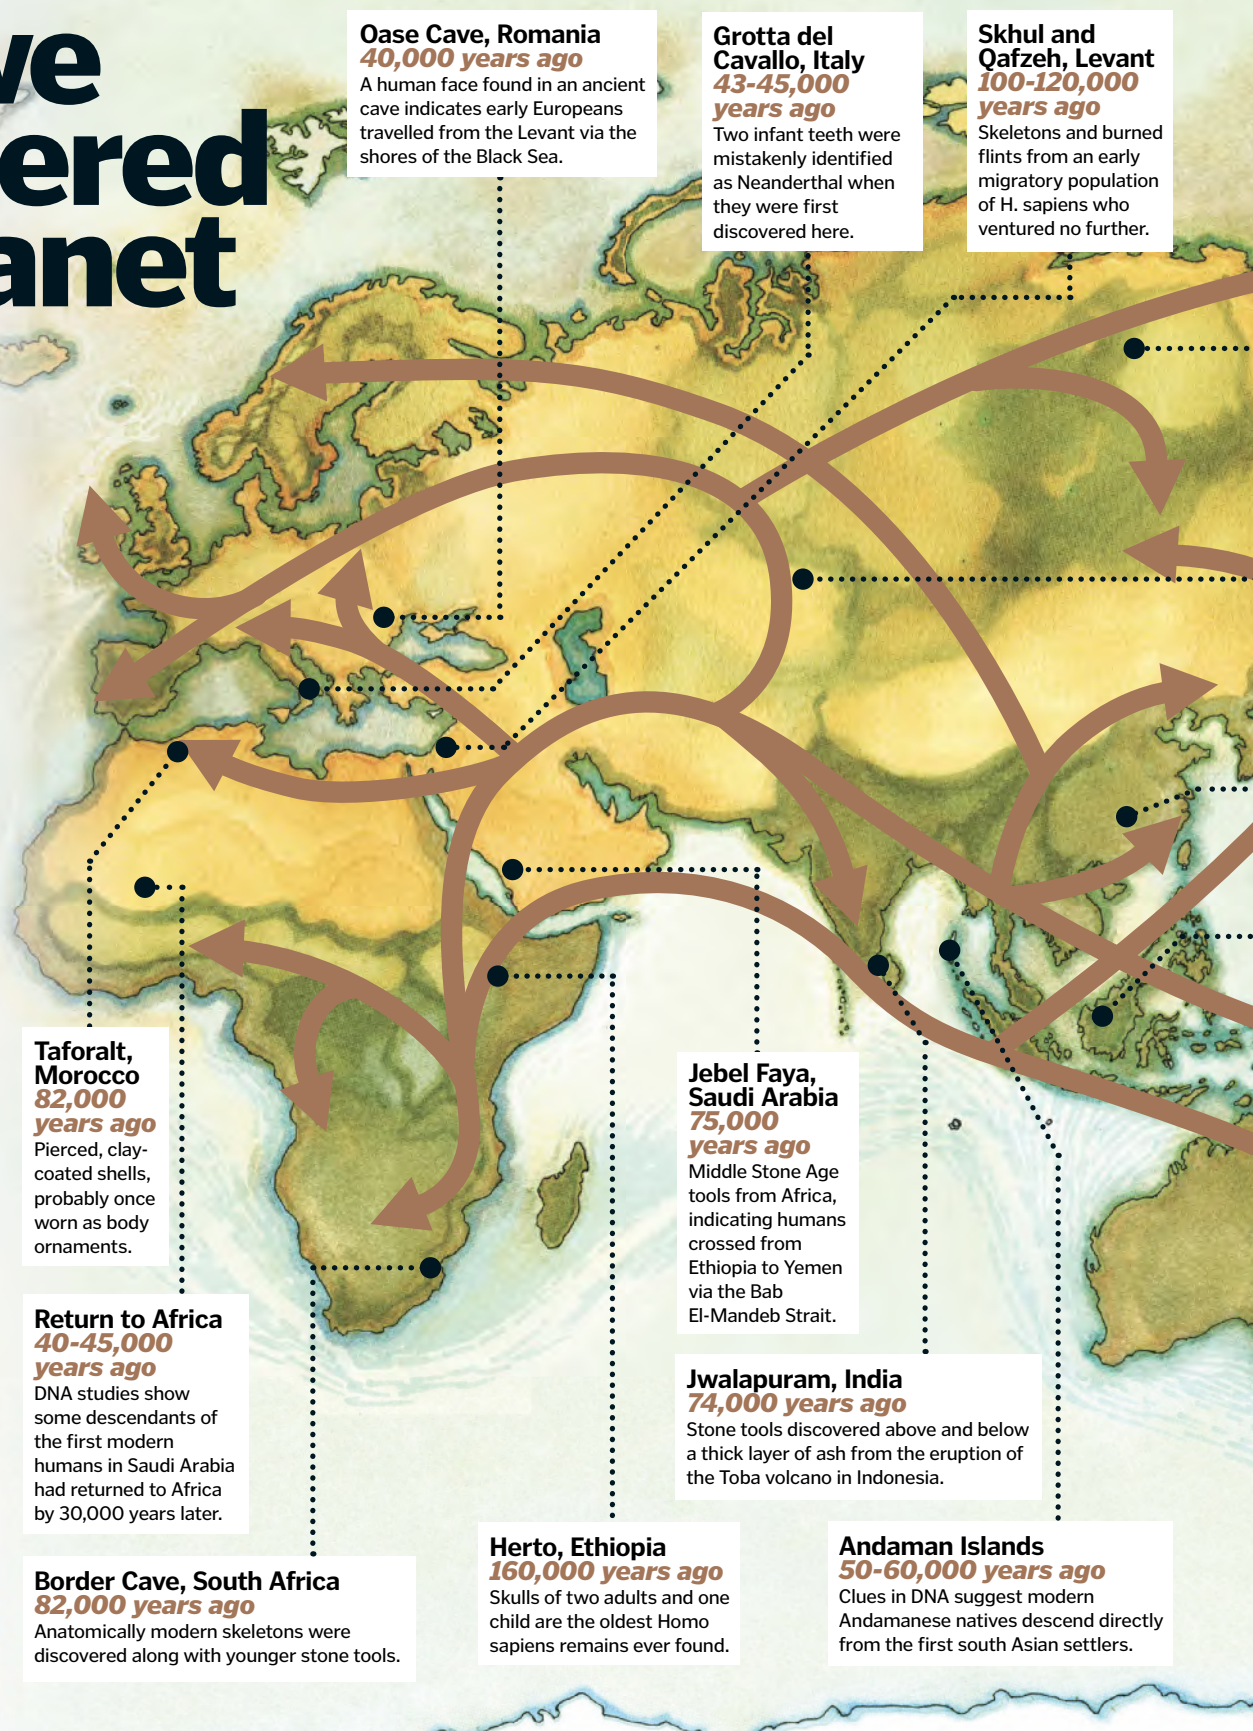 we
ered
anet
Oase Cave, Romania
40,000 years ago
A human face found in an ancient
cave indicates early Europeans
travelled from the Levant via the
shores of the Black Sea.
Grotta del
Cavallo, Italy
43-45,000
years ago
Two infant teeth were
mistakenly identified
as Neanderthal when
they were first
discovered here.
Skhul and
Qafzeh, Levant
100-120,000
years ago
Skeletons and burned
flints from an early
migratory population
of H. sapiens who
ventured no further.
Taforalt,
Morocco
82,000
years ago
Pierced, clay-
coated shells,
probably once
worn as body
ornaments.
Jebel Faya,
Saudi Arabia
75,000
years ago
Middle Stone Age
tools from Africa,
indicating humans
crossed from
Ethiopia to Yemen
via the Bab
El-Mandeb Strait.
Return to Africa
40-45,000
years ago
DNA studies show
some descendants of
the first modern
humans in Saudi Arabia
had returned to Africa
by 30,000 years later.
Jwalapuram, India
74,000 years ago
Stone tools discovered above and below
a thick layer of ash from the eruption of
the Toba volcano in Indonesia.
Border Cave, South Africa
82,000 years ago
Anatomically modern skeletons were
discovered along with younger stone tools.
Herto, Ethiopia
160,000 years ago
Skulls of two adults and one
child are the oldest Homo
sapiens remains ever found.
Andaman Islands
50-60,000 years ago
Clues in DNA suggest modern
Andamanese natives descend directly
from the first south Asian settlers.